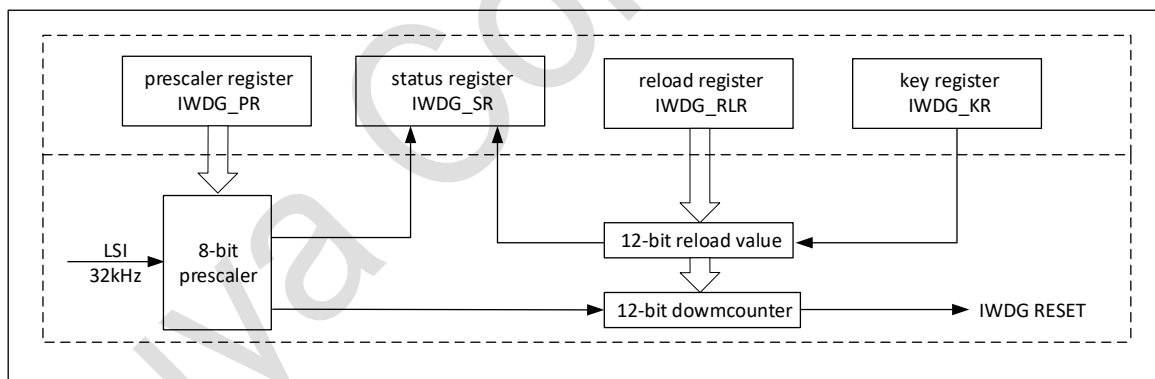 prescaler register
IWDG_PR
status register
IWDG_SR
reload register
IWDG_RLR
key register
IWDG_KR
LSI
32kHz
8-bit
prescaler
12-bit reload value
12-bit dowmcounter
IWDG RESET